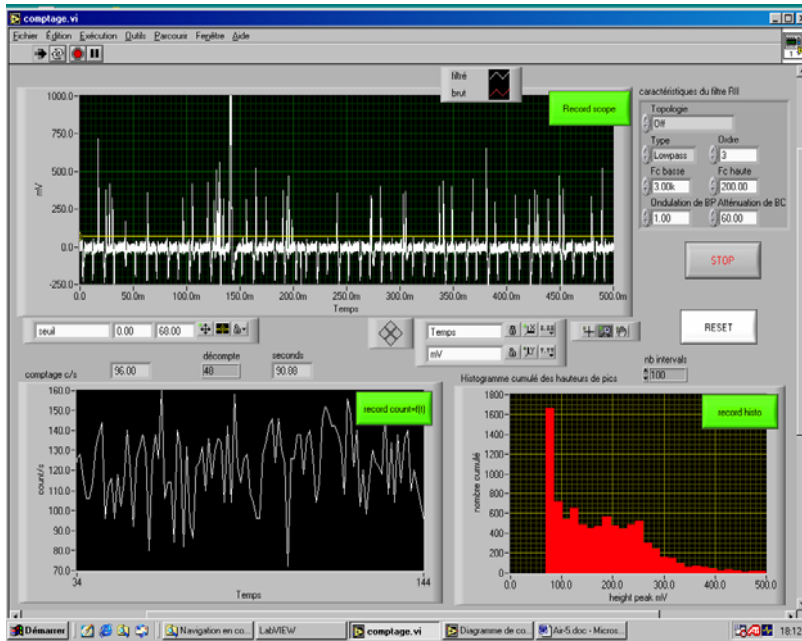 comptage.vi
Fichier Édition Exécution Outils Parcourir Fenêtre Aide
filtré
brut
Record scope
1000.0
750.0
500.0
250.0
0.0
-250.0
mV
0.0 50.0m 100.0m 150.0m 200.0m 250.0m 300.0m 350.0m 400.0m 450.0m 500.0m
Temps
caractéristiques du filtre RII
Topologie
Off
Type Ordre
Lowpass 3
Fc basse Fc haute
3.00k 200.00
Ondulation de BP Atténuation de BC
1.00 60.00
STOP
RESET
seuil 0.00 68.00
Temps
mV
comptage c/s 96.00
décompte
48
seconds
90.88
nb intervals
100
160.0
150.0
140.0
130.0
120.0
110.0
100.0
90.0
80.0
70.0
count/s
34 144
Temps
record count=f(t)
Histogramme cumulé des hauteurs de pics
record histo
1800
1600
1400
1200
1000
800
600
400
200
0
nombre cumulé
0.0 100.0 200.0 300.0 400.0 500.0
height peak mV
Démarrer Navigation en co... LabVIEW comptage.vi Diagramme de co... Air-5.doc - Micros... 18:13